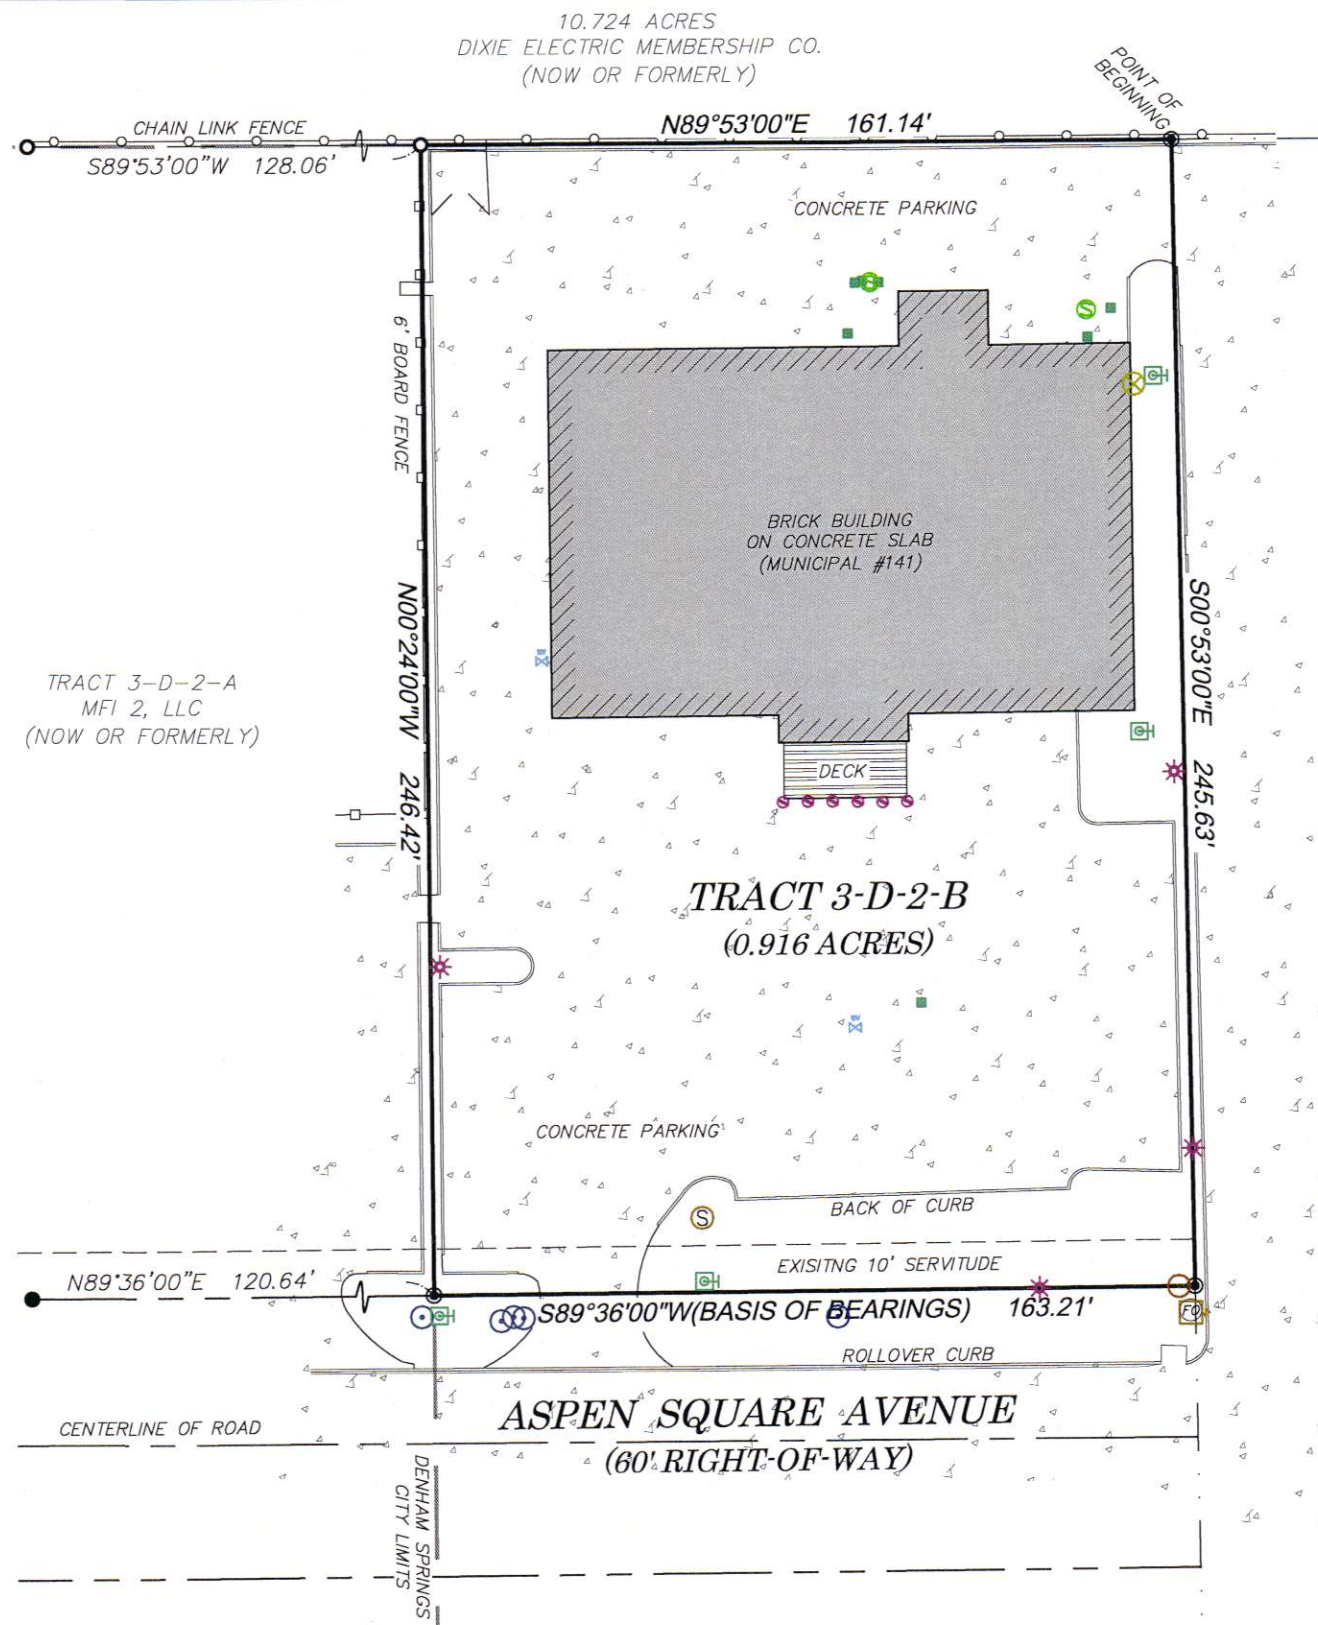 10.724 ACRES
DIXIE ELECTRIC MEMBERSHIP CO.
(NOW OR FORMERLY)
POINT OF
BEGINNING
CHAIN LINK FENCE
N89°53'00"E 161.14'
S89°53'00"W 128.06'
CONCRETE PARKING
S
S
6' BOARD FENCE
BRICK BUILDING
ON CONCRETE SLAB
(MUNICIPAL #141)
N00°24'00"W 246.42'
S00°53'00"E 245.63'
TRACT 3-D-2-A
MFI 2, LLC
(NOW OR FORMERLY)
DECK
TRACT 3-D-2-B
(0.916 ACRES)
CONCRETE PARKING
BACK OF CURB
S
EXISITNG 10' SERVITUDE
N89°36'00"E 120.64'
S89°36'00"W(BASIS OF BEARINGS) 163.21'
FO
ROLLOVER CURB
ASPEN SQUARE AVENUE
(60' RIGHT-OF-WAY)
CENTERLINE OF ROAD
DENHAM SPRINGS
CITY LIMITS